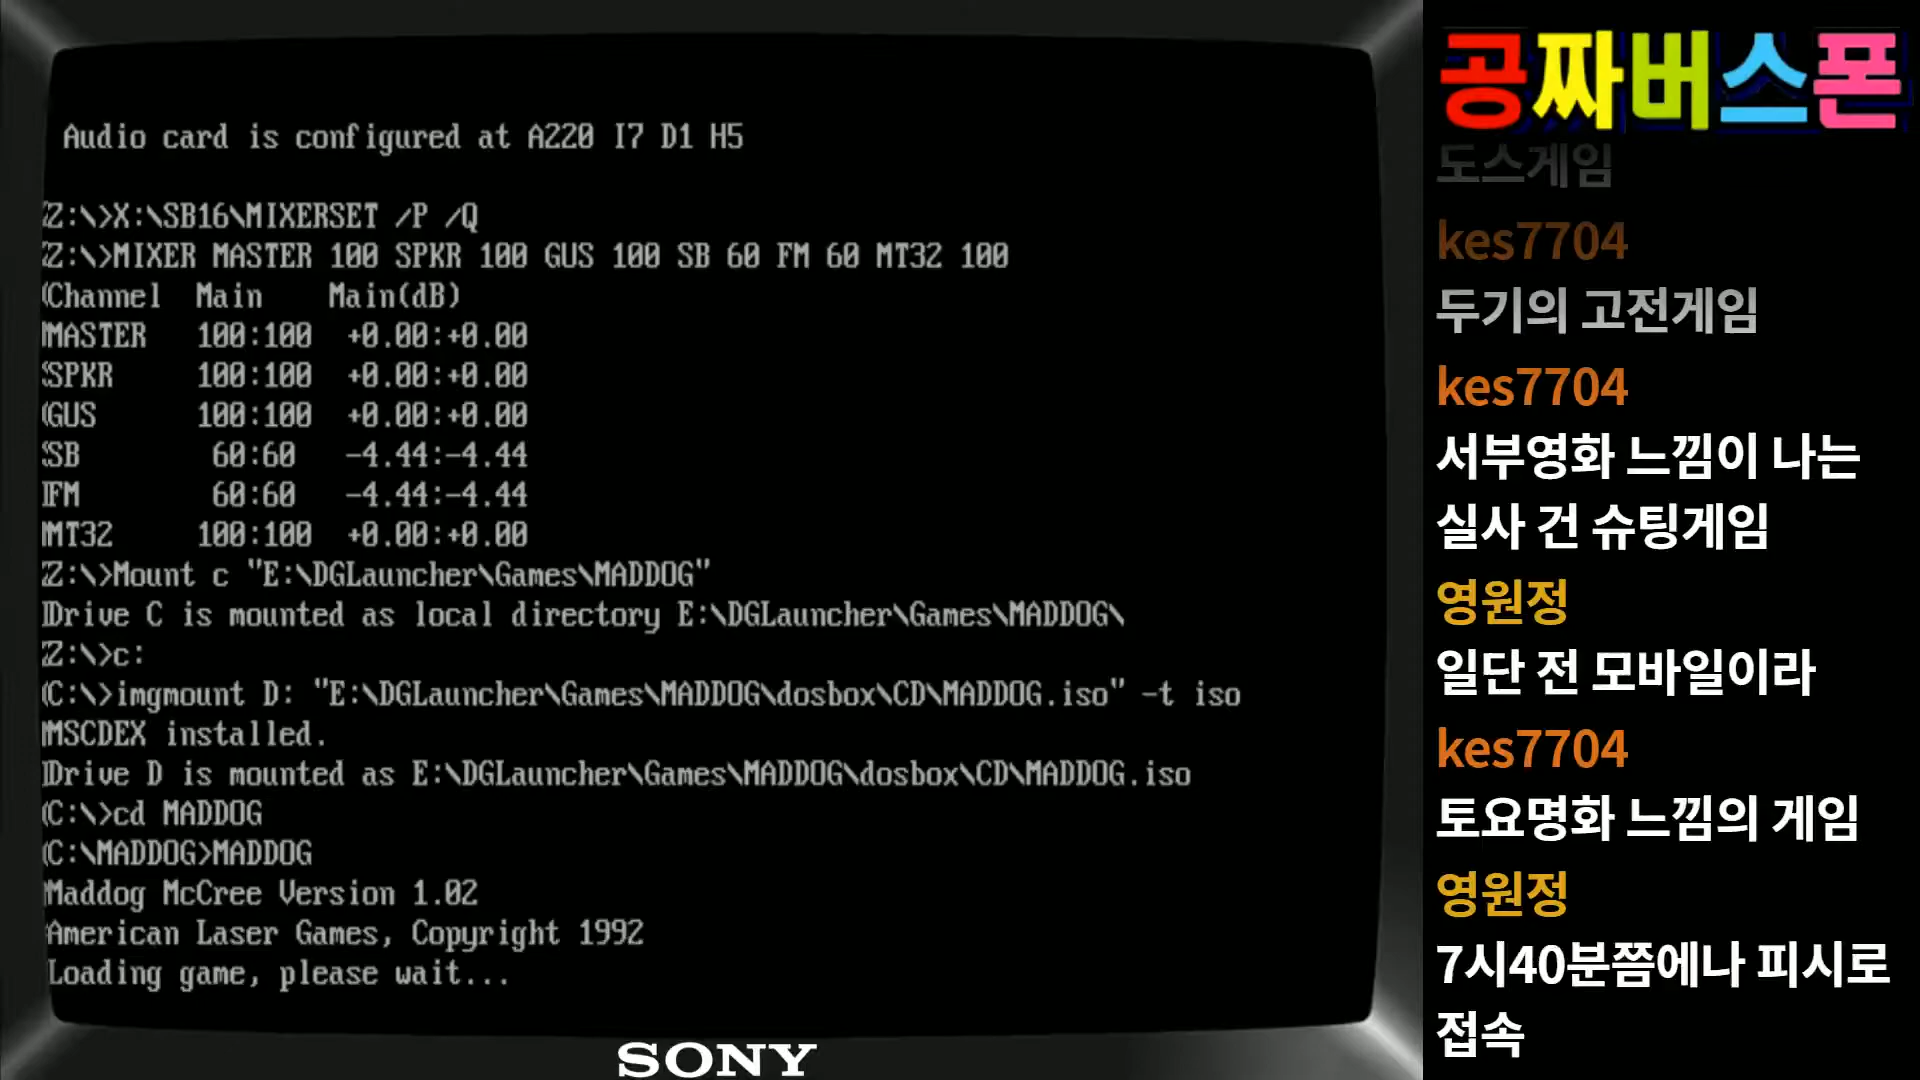 Audio card is configured at A220 I7 D1 H5
Z:\>X:\SB16\MIXERSET /P /Q
Z:\>MIXER MASTER 100 SPKR 100 GUS 100 SB 60 FM 60 MT32 100
Channel  Main    Main(dB)
MASTER   100:100  +0.00:+0.00
SPKR     100:100  +0.00:+0.00
GUS      100:100  +0.00:+0.00
SB        60:60   -4.44:-4.44
FM        60:60   -4.44:-4.44
MT32     100:100  +0.00:+0.00
Z:\>Mount c "E:\DGLauncher\Games\MADDOG"
Drive C is mounted as local directory E:\DGLauncher\Games\MADDOG\
Z:\>c:
C:\>imgmount D: "E:\DGLauncher\Games\MADDOG\dosbox\CD\MADDOG.iso" -t iso
MSCDEX installed.
Drive D is mounted as E:\DGLauncher\Games\MADDOG\dosbox\CD\MADDOG.iso
C:\>cd MADDOG
C:\MADDOG>MADDOG
Maddog McCree Version 1.02
American Laser Games, Copyright 1992
Loading game, please wait...
SONY
공짜버스폰
도스게임
kes7704
두기의 고전게임
kes7704
서부영화 느낌이 나는
실사 건 슈팅게임
영원정
일단 전 모바일이라
kes7704
토요명화 느낌의 게임
영원정
7시40분쯤에나 피시로
접속